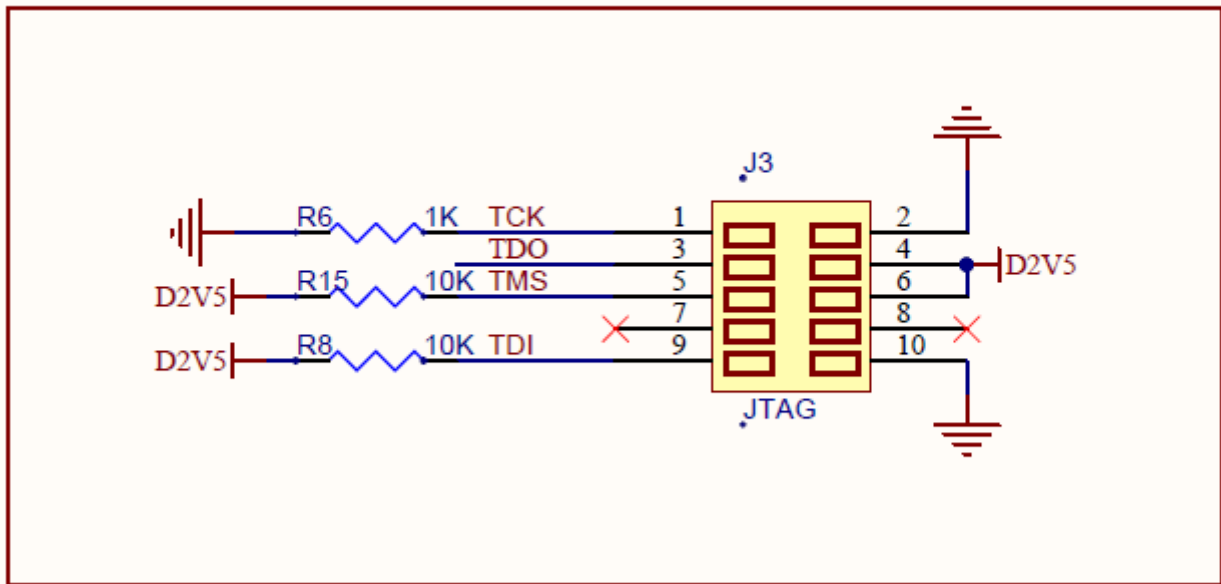 J3
R6 1K TCK 1 2
TDO 3 4 D2V5
D2V5 R15 10K TMS 5 6
7 8
D2V5 R8 10K TDI 9 10
JTAG